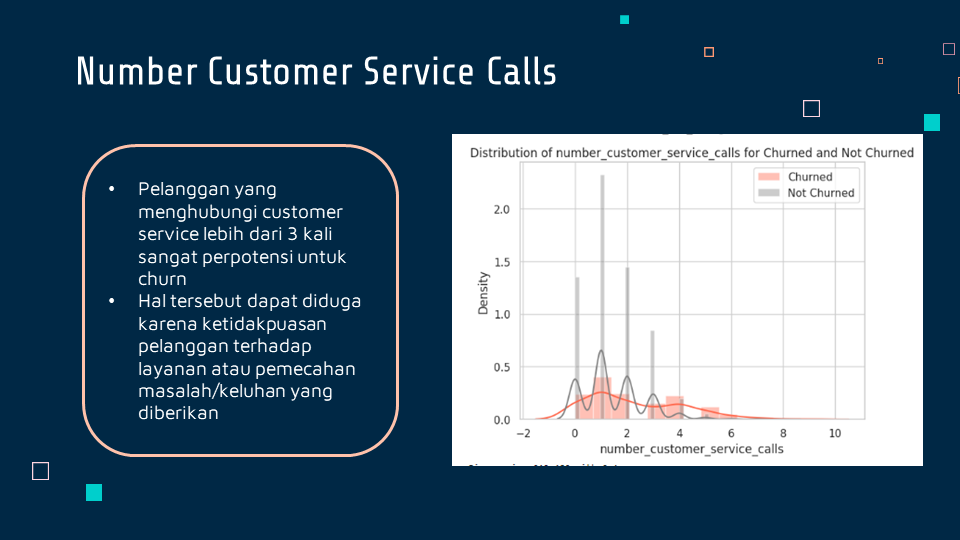 Number Customer Service Calls
• Pelanggan yang
menghubungi customer
service lebih dari 3 kali
sangat perpotensi untuk
churn
• Hal tersebut dapat diduga
karena ketidakpuasan
pelanggan terhadap
layanan atau pemecahan
masalah/keluhan yang
diberikan
Distribution of number_customer_service_calls for Churned and Not Churned
Churned
Not Churned
Density
2.0
1.5
1.0
0.5
0.0
−2 0 2 4 6 8 10
number_customer_service_calls